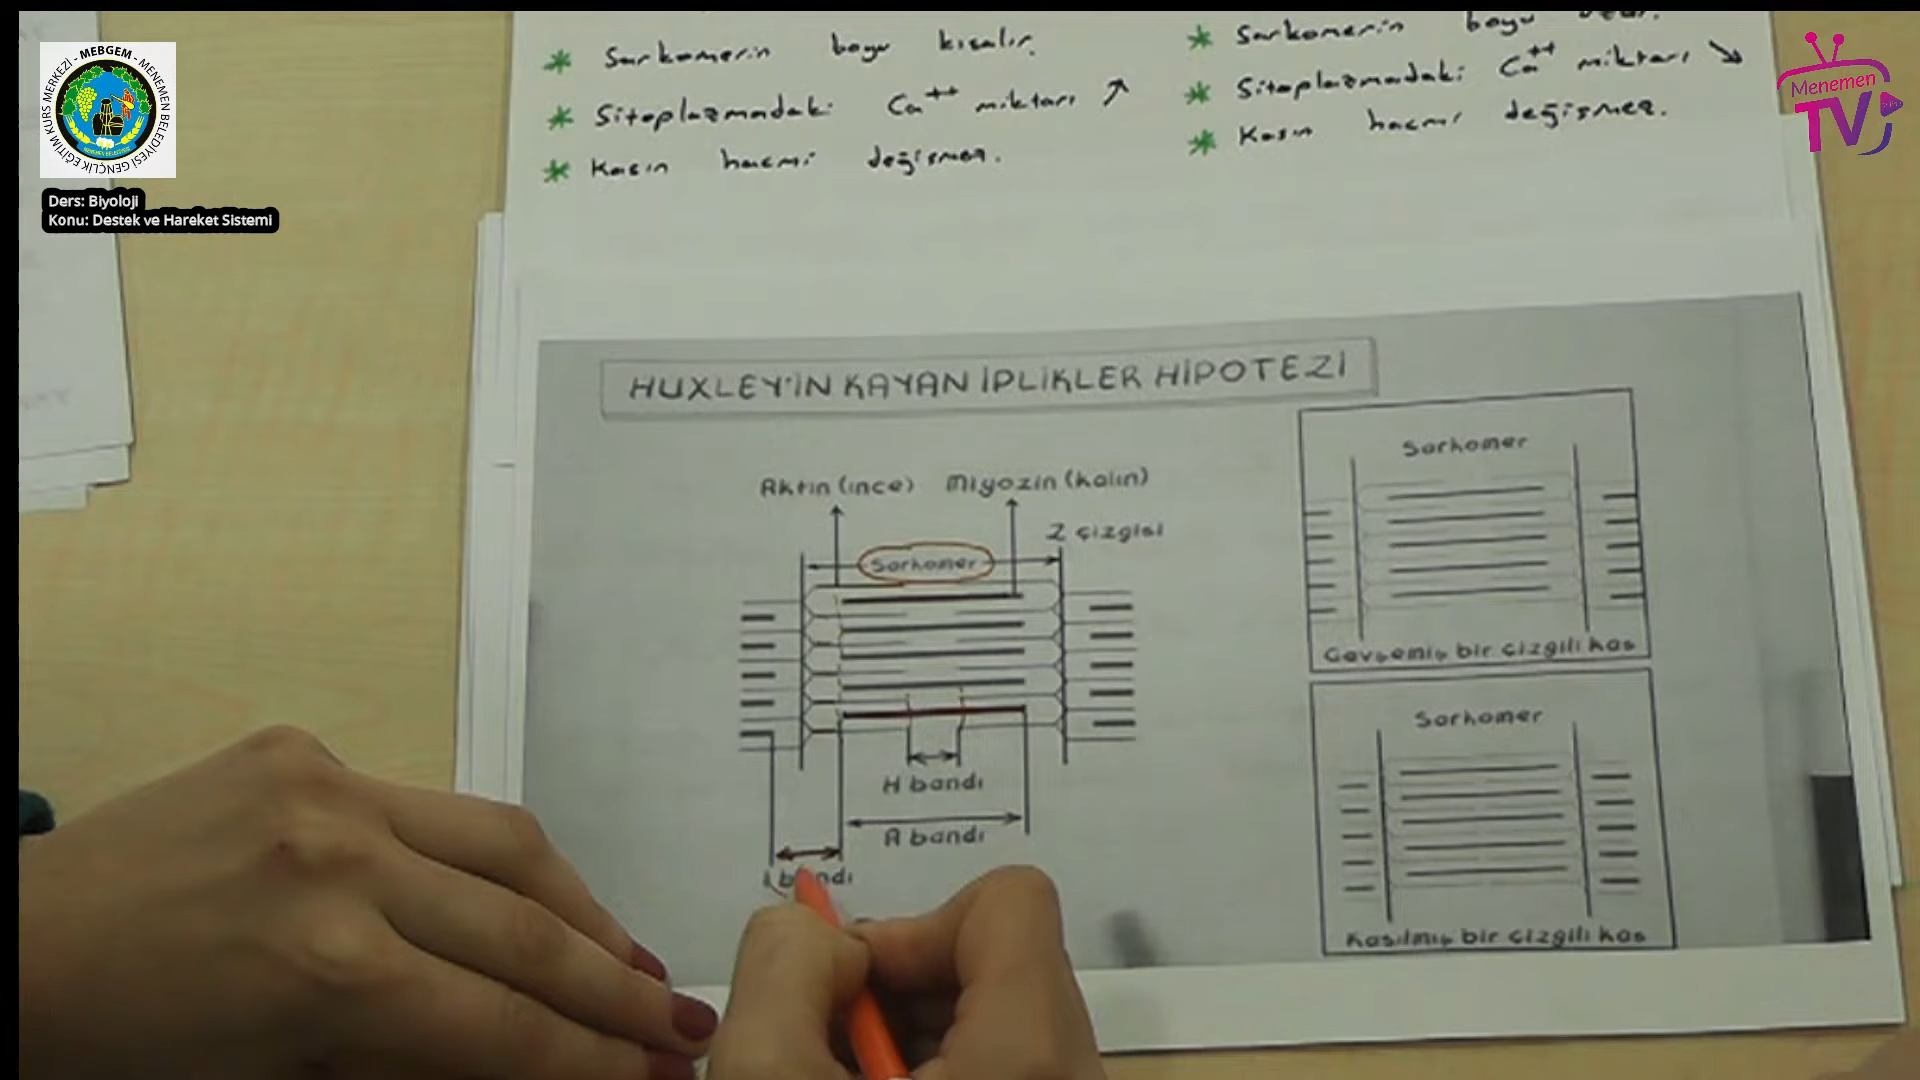 MEBGEM - MENEMEN BELEDİYESİ GENÇLİK EĞİTİM KURS MERKEZİ -
Ders: Biyoloji
Konu: Destek ve Hareket Sistemi
Menemen
TV
* Sarkomerin boyu kısalır.
* Sitoplazmadaki Ca++ miktarı ↗
* Kasın hacmi değişmez.
* Sarkomerin boyu
* Sitoplazmadaki Ca++ miktarı ↘
* Kasın hacmi değişmez.
HUXLEY'İN KAYAN İPLİKLER HİPOTEZİ
Aktin (ince) Miyozin (kalın)
Z çizgisi
Sarkomer
H bandı
A bandı
I bandı
Sarkomer
Gevşemiş bir çizgili kas
Sarkomer
Kasılmış bir çizgili kas